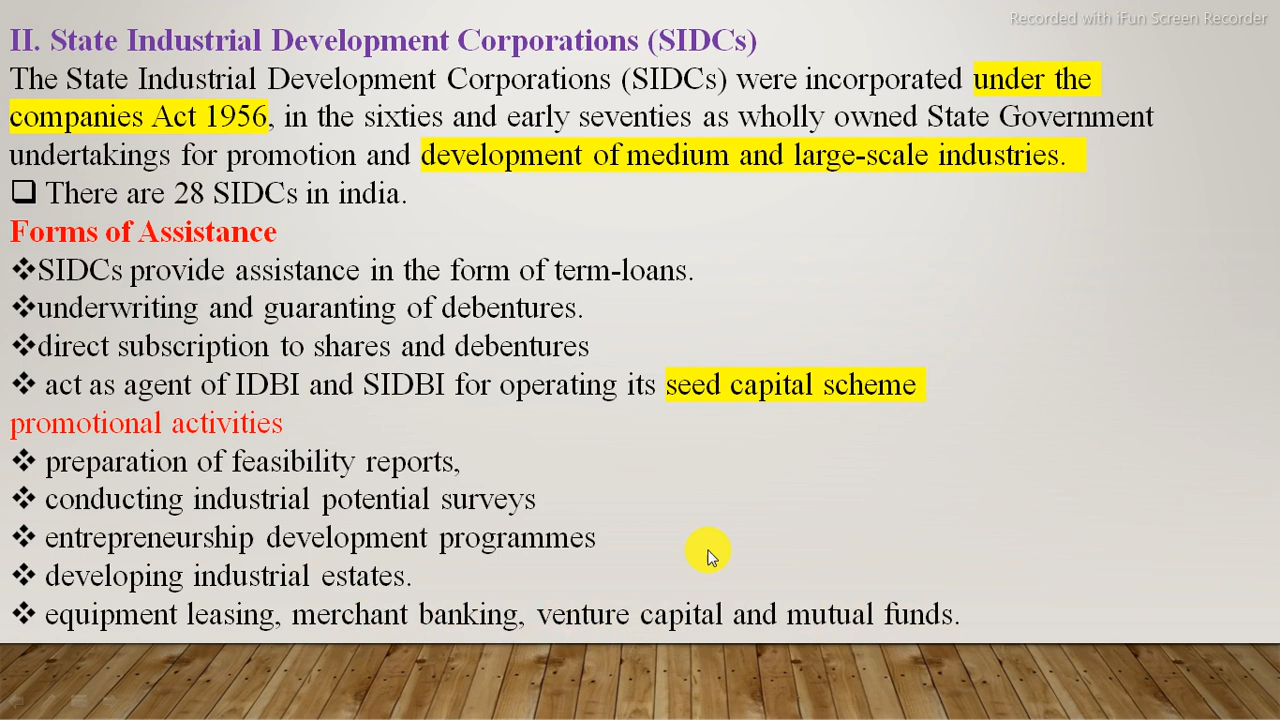 Recorded with iFun Screen Recorder
II. State Industrial Development Corporations (SIDCs)
The State Industrial Development Corporations (SIDCs) were incorporated under the
companies Act 1956, in the sixties and early seventies as wholly owned State Government
undertakings for promotion and development of medium and large-scale industries.
❑ There are 28 SIDCs in india.
Forms of Assistance
❖SIDCs provide assistance in the form of term-loans.
❖underwriting and guaranting of debentures.
❖direct subscription to shares and debentures
❖ act as agent of IDBI and SIDBI for operating its seed capital scheme
promotional activities
❖ preparation of feasibility reports,
❖ conducting industrial potential surveys
❖ entrepreneurship development programmes
❖ developing industrial estates.
❖ equipment leasing, merchant banking, venture capital and mutual funds.